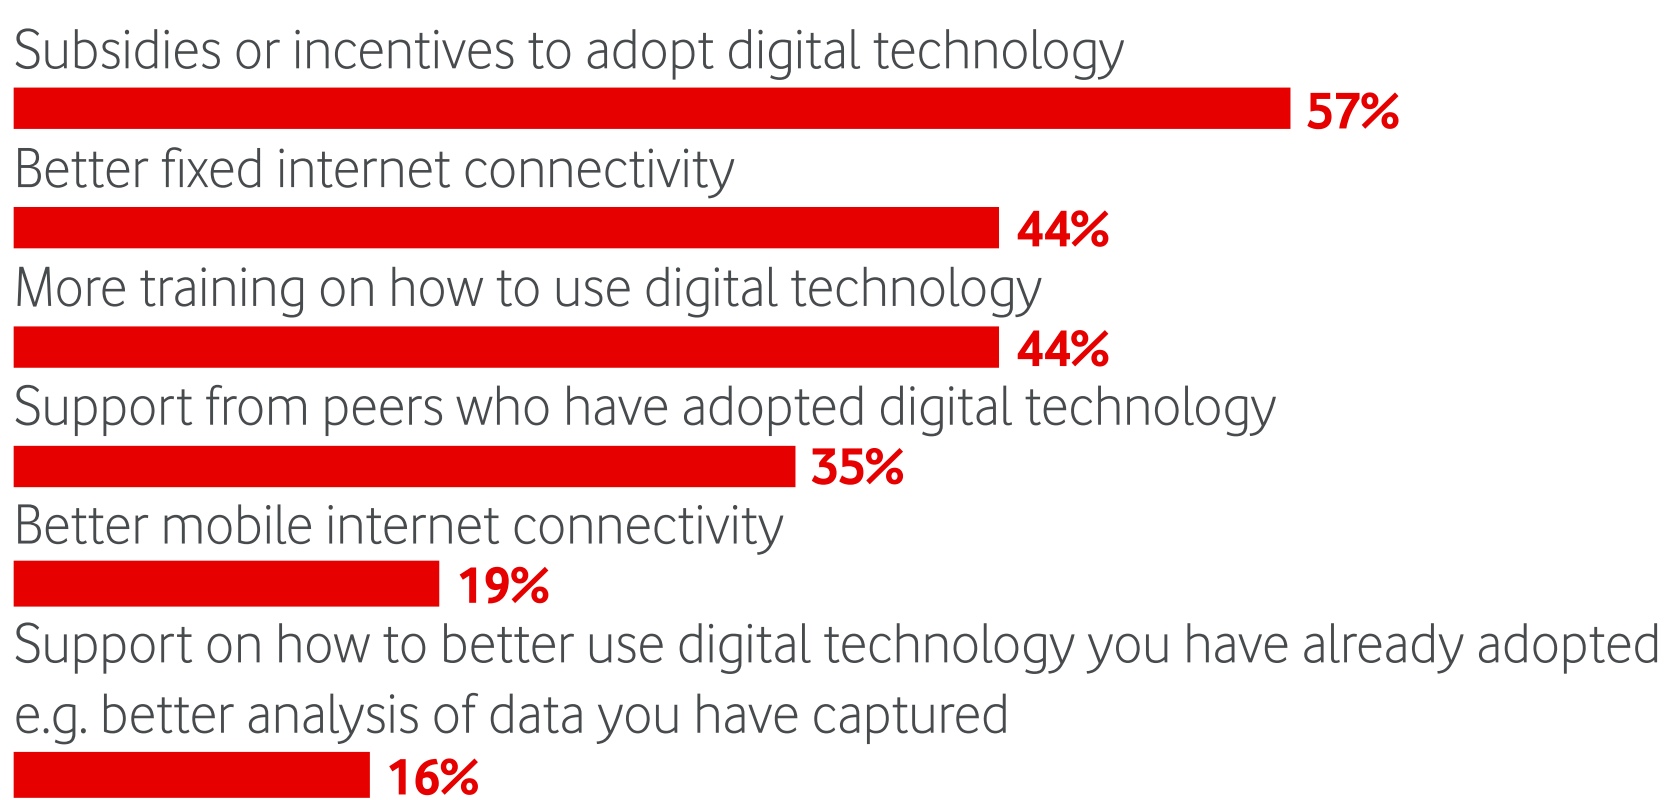 Subsidies or incentives to adopt digital technology
57%
Better fixed internet connectivity
44%
More training on how to use digital technology
44%
Support from peers who have adopted digital technology
35%
Better mobile internet connectivity
19%
Support on how to better use digital technology you have already adopted
e.g. better analysis of data you have captured
16%